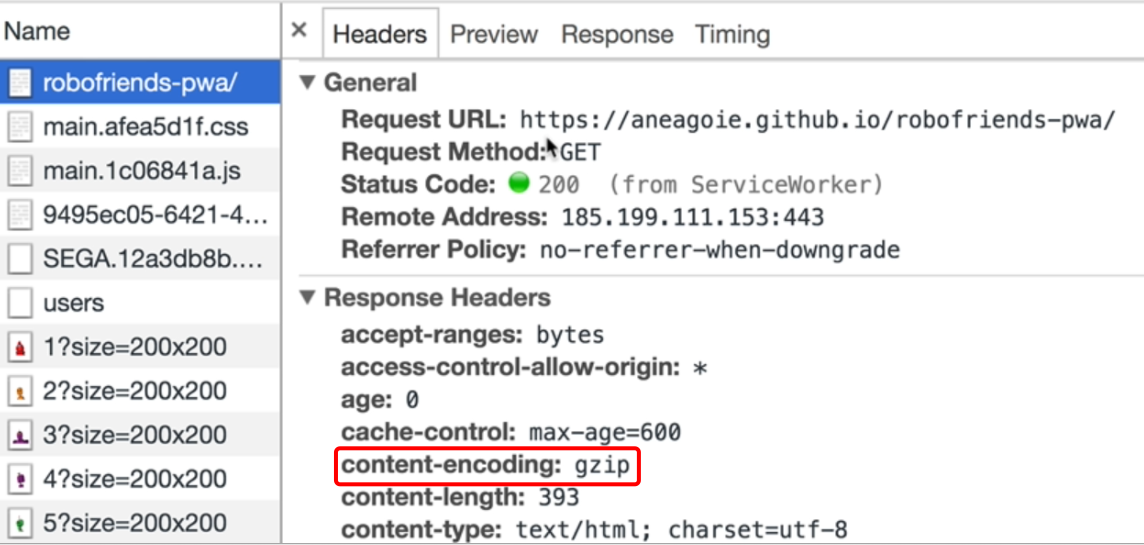 Name
robofriends-pwa/
main.afea5d1f.css
main.1c06841a.js
9495ec05-6421-4...
SEGA.12a3db8b....
users
1?size=200x200
2?size=200x200
3?size=200x200
4?size=200x200
5?size=200x200
× Headers Preview Response Timing
▼ General
Request URL: https://aneagoie.github.io/robofriends-pwa/
Request Method: GET
Status Code: 200 (from ServiceWorker)
Remote Address: 185.199.111.153:443
Referrer Policy: no-referrer-when-downgrade
▼ Response Headers
accept-ranges: bytes
access-control-allow-origin: *
age: 0
cache-control: max-age=600
content-encoding: gzip
content-length: 393
content-type: text/html; charset=utf-8